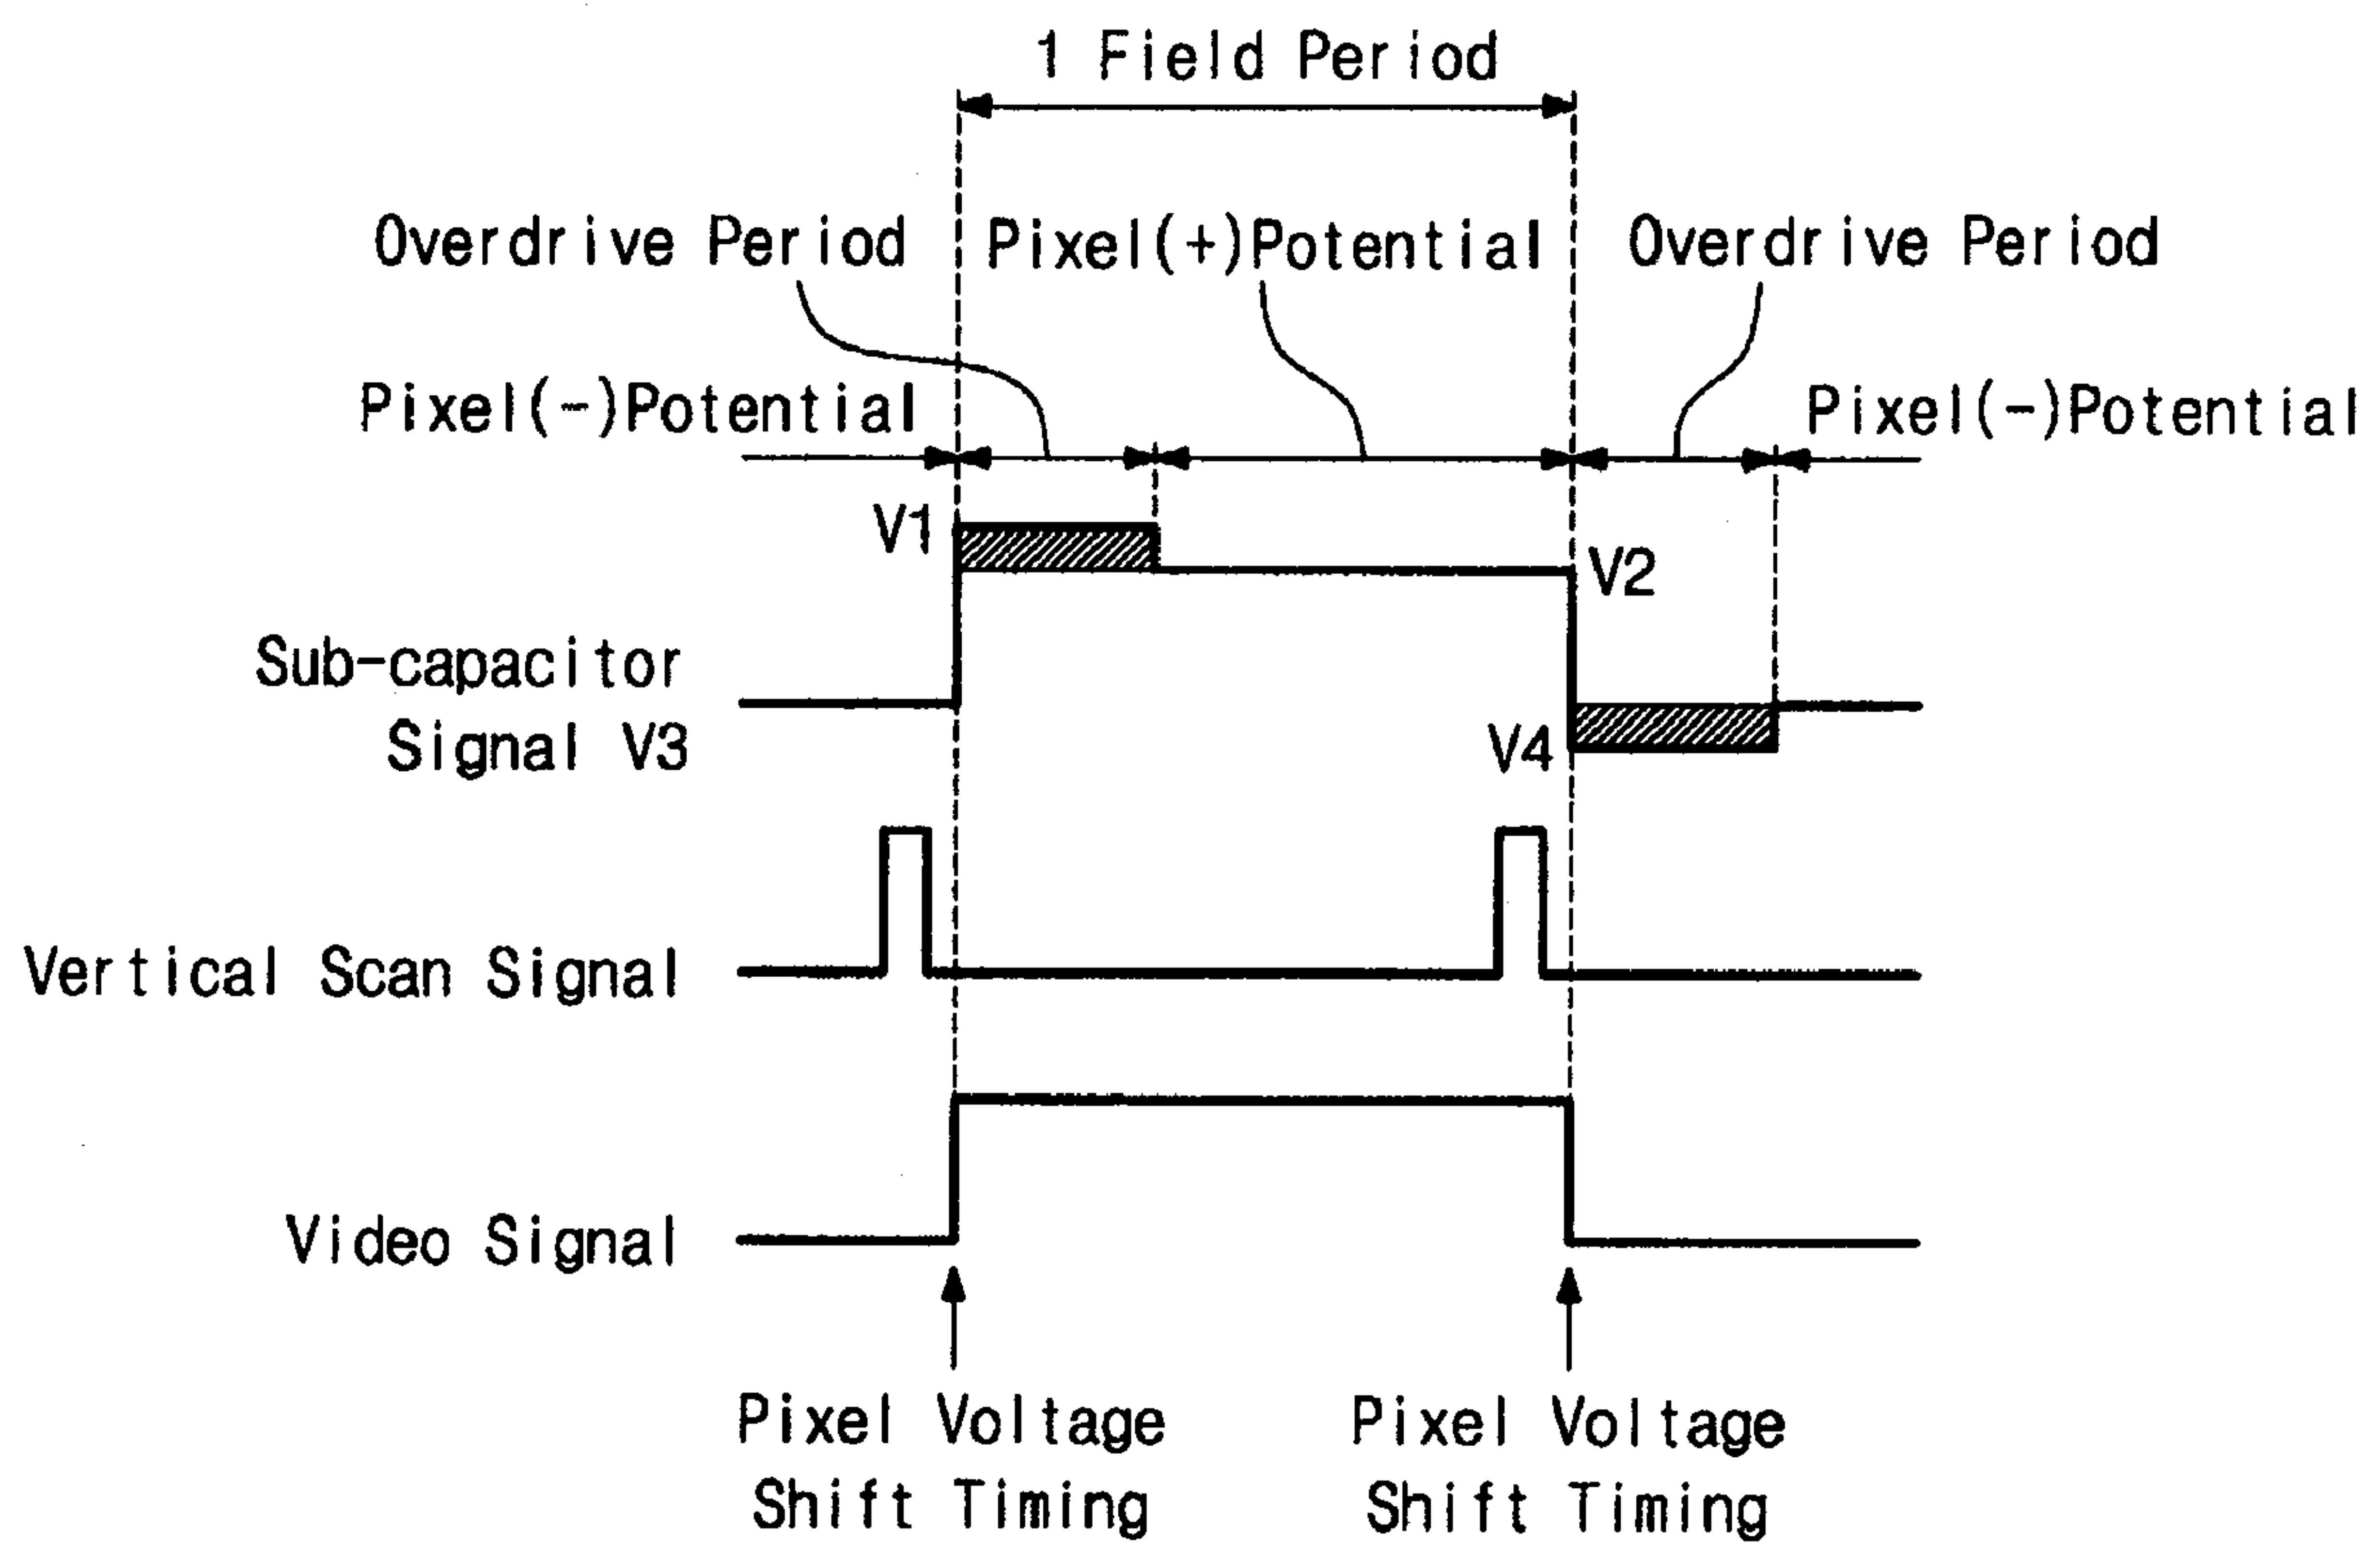 1 Field Period
Overdrive Period
Pixel(+)Potential
Overdrive Period
Pixel(-)Potential
Pixel(-)Potential
V1
V2
Sub-capacitor
Signal V3
V4
Vertical Scan Signal
Video Signal
Pixel Voltage
Shift Timing
Pixel Voltage
Shift Timing